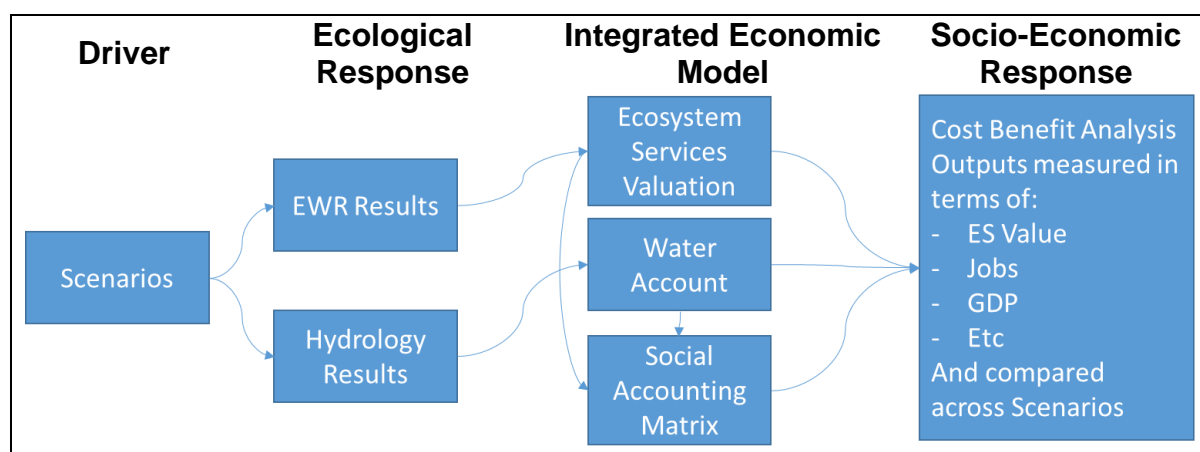 Driver
Ecological
Response
Integrated Economic
Model
Socio-Economic
Response
Scenarios
EWR Results
Hydrology
Results
Ecosystem
Services
Valuation
Water
Account
Social
Accounting
Matrix
Cost Benefit Analysis
Outputs measured in
terms of:
- ES Value
- Jobs
- GDP
- Etc
And compared
across Scenarios